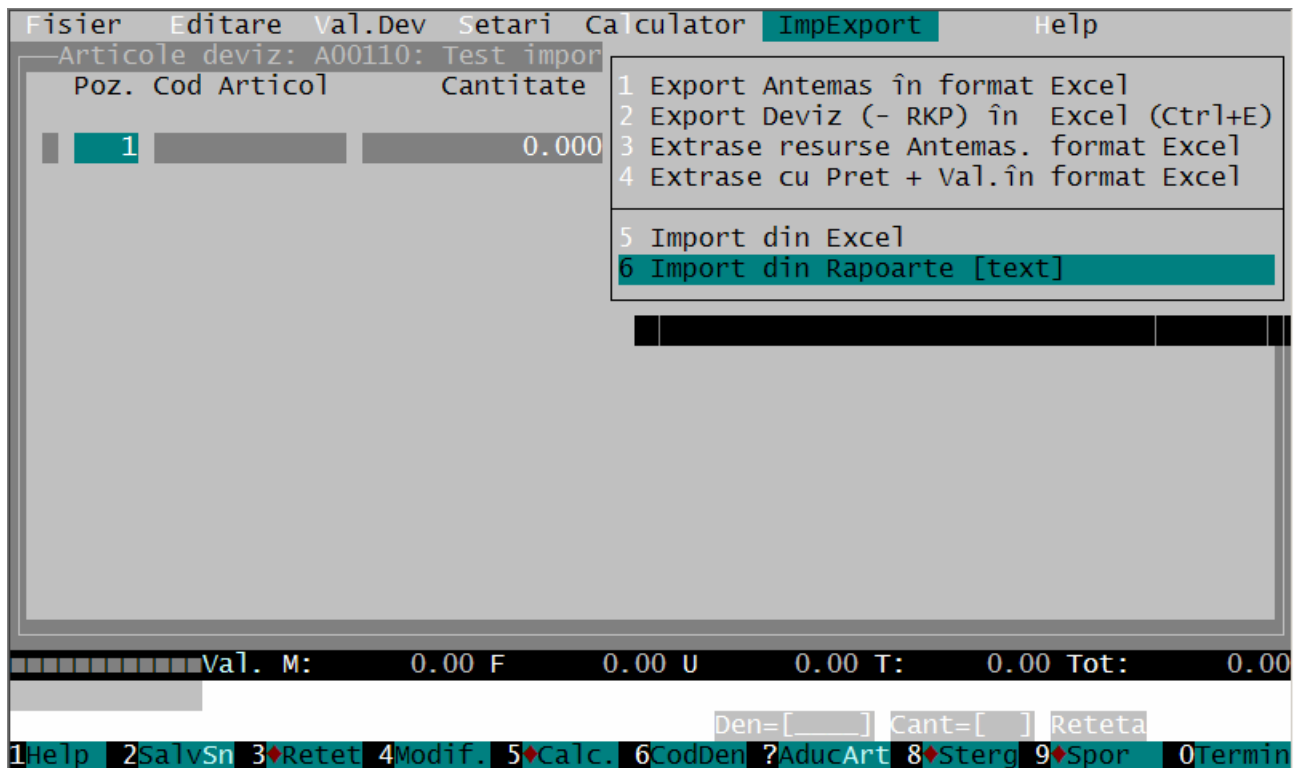 Fisier Editare Val.Dev Setari Calculator ImpExport Help
Articole deviz: A00110: Test impor
Poz. Cod Articol Cantitate
1 0.000
1 Export Antemas în format Excel
2 Export Deviz (- RKP) în Excel (Ctrl+E)
3 Extrase resurse Antemas. format Excel
4 Extrase cu Pret + Val.în format Excel
5 Import din Excel
6 Import din Rapoarte [text]
Val. M: 0.00 F 0.00 U 0.00 T: 0.00 Tot: 0.00
Den=[_____] Cant=[ ] Reteta
1Help 2SalvSn 3♦Retet 4Modif. 5♦Calc. 6CodDen ?AducArt 8♦Sterg 9♦Spor 0Termin